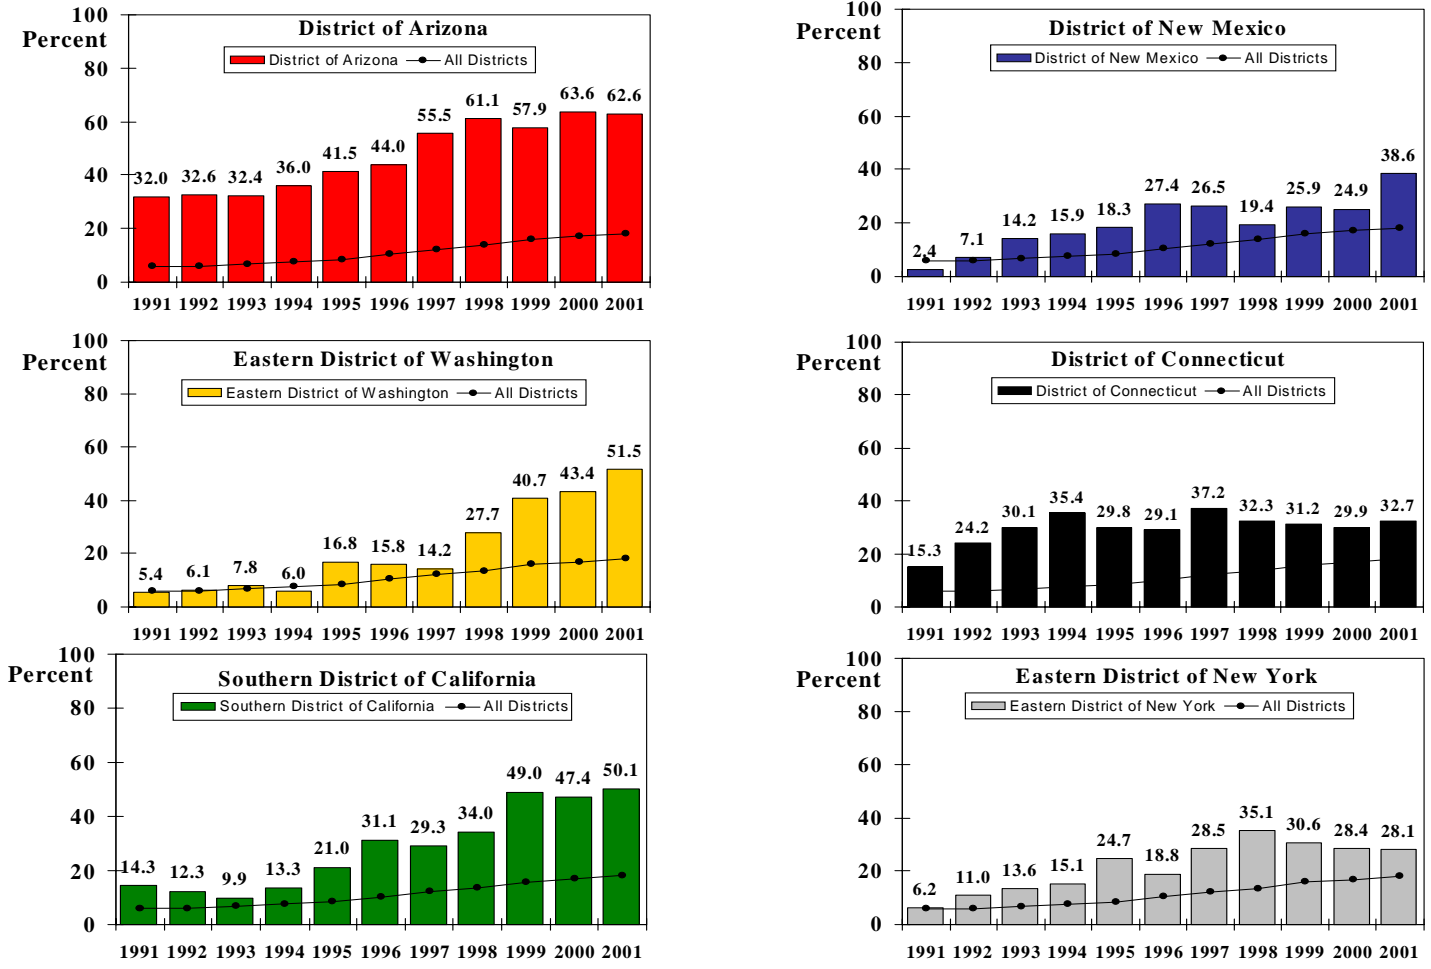 District of Arizona
Percent
District of Arizona All Districts
100
80
60
40
20
0
32.0 32.6 32.4 36.0 41.5 44.0 55.5 61.1 57.9 63.6 62.6
1991 1992 1993 1994 1995 1996 1997 1998 1999 2000 2001
District of New Mexico
Percent
District of New Mexico All Districts
100
80
60
40
20
0
2.4 7.1 14.2 15.9 18.3 27.4 26.5 19.4 25.9 24.9 38.6
1991 1992 1993 1994 1995 1996 1997 1998 1999 2000 2001
Eastern District of Washington
Percent
Eastern District of Washington All Districts
100
80
60
40
20
0
5.4 6.1 7.8 6.0 16.8 15.8 14.2 27.7 40.7 43.4 51.5
1991 1992 1993 1994 1995 1996 1997 1998 1999 2000 2001
District of Connecticut
Percent
District of Connecticut All Districts
100
80
60
40
20
0
15.3 24.2 30.1 35.4 29.8 29.1 37.2 32.3 31.2 29.9 32.7
1991 1992 1993 1994 1995 1996 1997 1998 1999 2000 2001
Southern District of California
Percent
Southern District of California All Districts
100
80
60
40
20
0
14.3 12.3 9.9 13.3 21.0 31.1 29.3 34.0 49.0 47.4 50.1
1991 1992 1993 1994 1995 1996 1997 1998 1999 2000 2001
Eastern District of New York
Percent
Eastern District of New York All Districts
100
80
60
40
20
0
6.2 11.0 13.6 15.1 24.7 18.8 28.5 35.1 30.6 28.4 28.1
1991 1992 1993 1994 1995 1996 1997 1998 1999 2000 2001